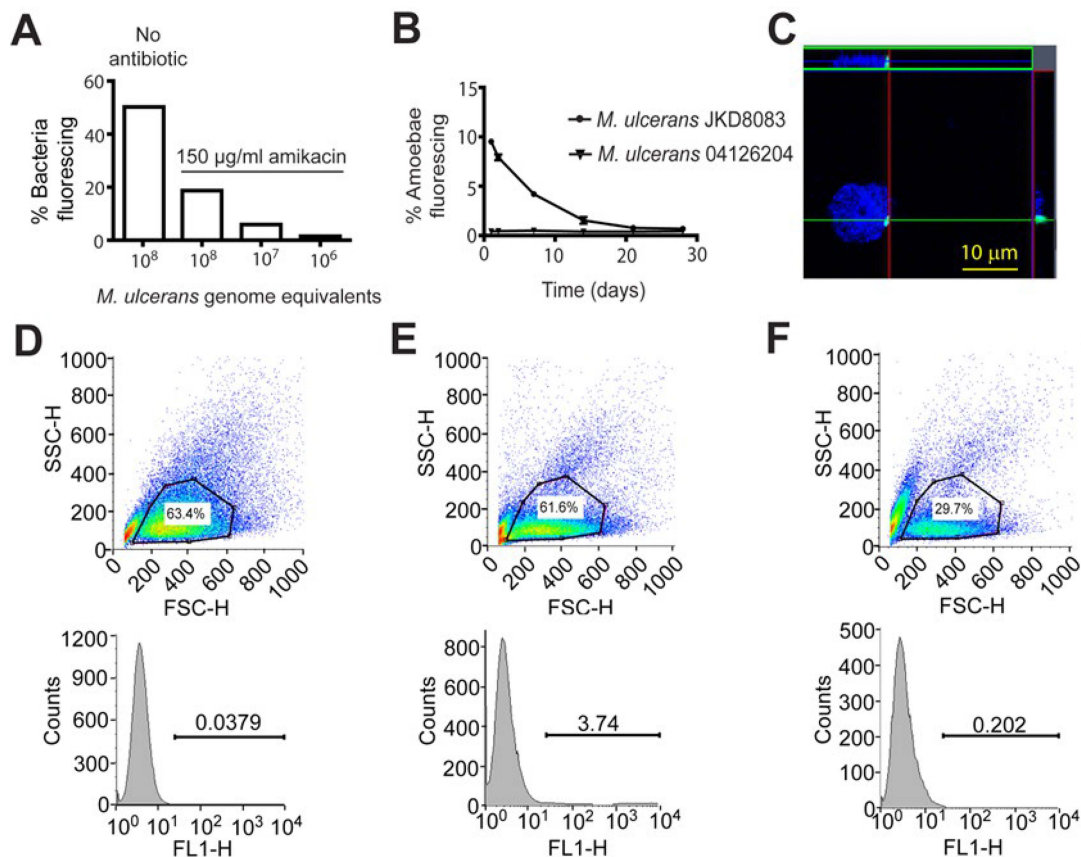 A
No
antibiotic
60
40
20
0
% Bacteria
fluorescing
150 µg/ml amikacin
10⁸
10⁸
10⁷
10⁶
M. ulcerans genome equivalents
B
15
10
5
0
% Amoebae
fluorescing
M. ulcerans JKD8083
M. ulcerans 04126204
0
10
20
30
Time (days)
C
10 µm
D
1000
800
600
400
200
0
SSC-H
63.4%
200
400
600
800
1000
FSC-H
1200
900
600
300
0
Counts
0.0379
10⁰
10¹
10²
10³
10⁴
FL1-H
E
1000
800
600
400
200
0
SSC-H
61.6%
200
400
600
800
1000
FSC-H
800
600
400
200
0
Counts
3.74
10⁰
10¹
10²
10³
10⁴
FL1-H
F
1000
800
600
400
200
0
SSC-H
29.7%
200
400
600
800
1000
FSC-H
500
400
300
200
100
0
Counts
0.202
10⁰
10¹
10²
10³
10⁴
FL1-H